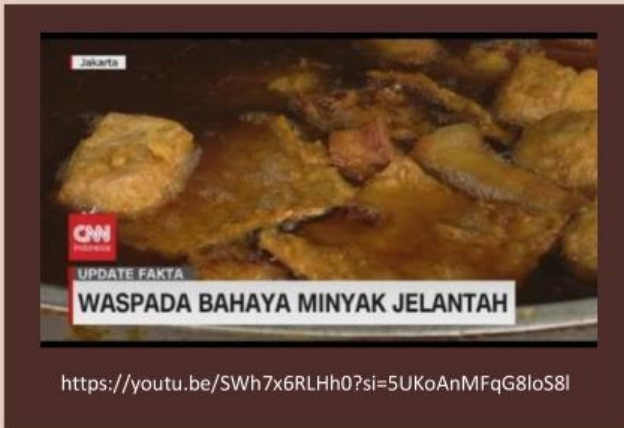 Jakarta
CNN
Indonesia
UPDATE FAKTA
WASPADA BAHAYA MINYAK JELANTAH
https://youtu.be/SWh7x6RLHh0?si=5UKoAnMFqG8loS8l